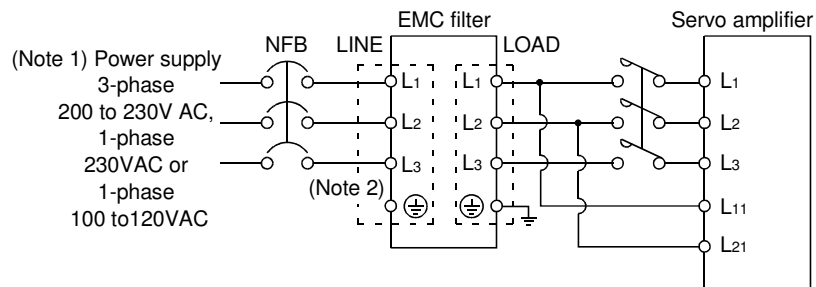 EMC filter
Servo amplifier
NFB
LINE
LOAD
(Note 1) Power supply
3-phase
200 to 230V AC,
1-phase
230VAC or
1-phase
100 to120VAC
L1
L2
L3
(Note 2)
L1
L2
L3
L1
L2
L3
L11
L21